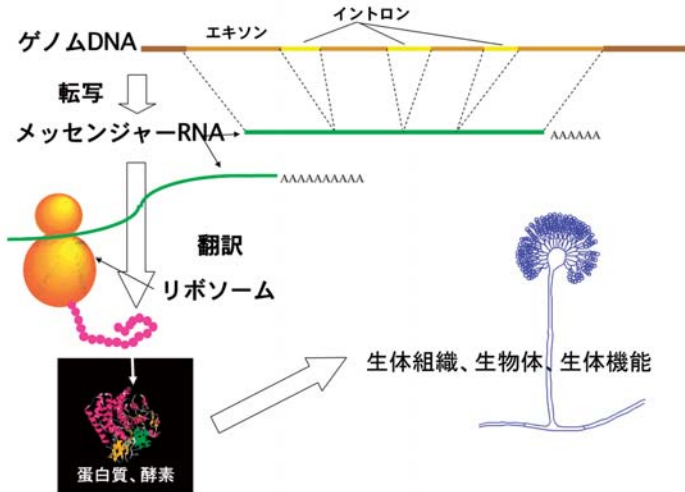 イントロン
エキソン
ゲノムDNA
転写
メッセンジャーRNA
AAAAAA
AAAAAAAAAA
翻訳
リボソーム
生体組織、生物体、生体機能
蛋白質、酵素